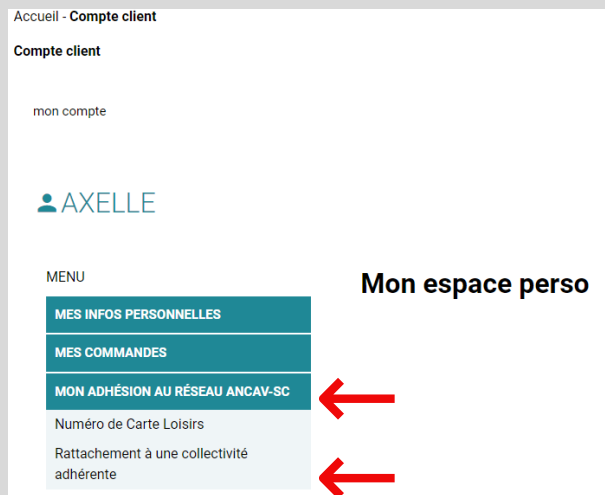 Accueil - Compte client
Compte client
mon compte
AXELLE
MENU
Mon espace perso
MES INFOS PERSONNELLES
MES COMMANDES
MON ADHÉSION AU RÉSEAU ANCAV-SC
Numéro de Carte Loisirs
Rattachement à une collectivité
adhérente